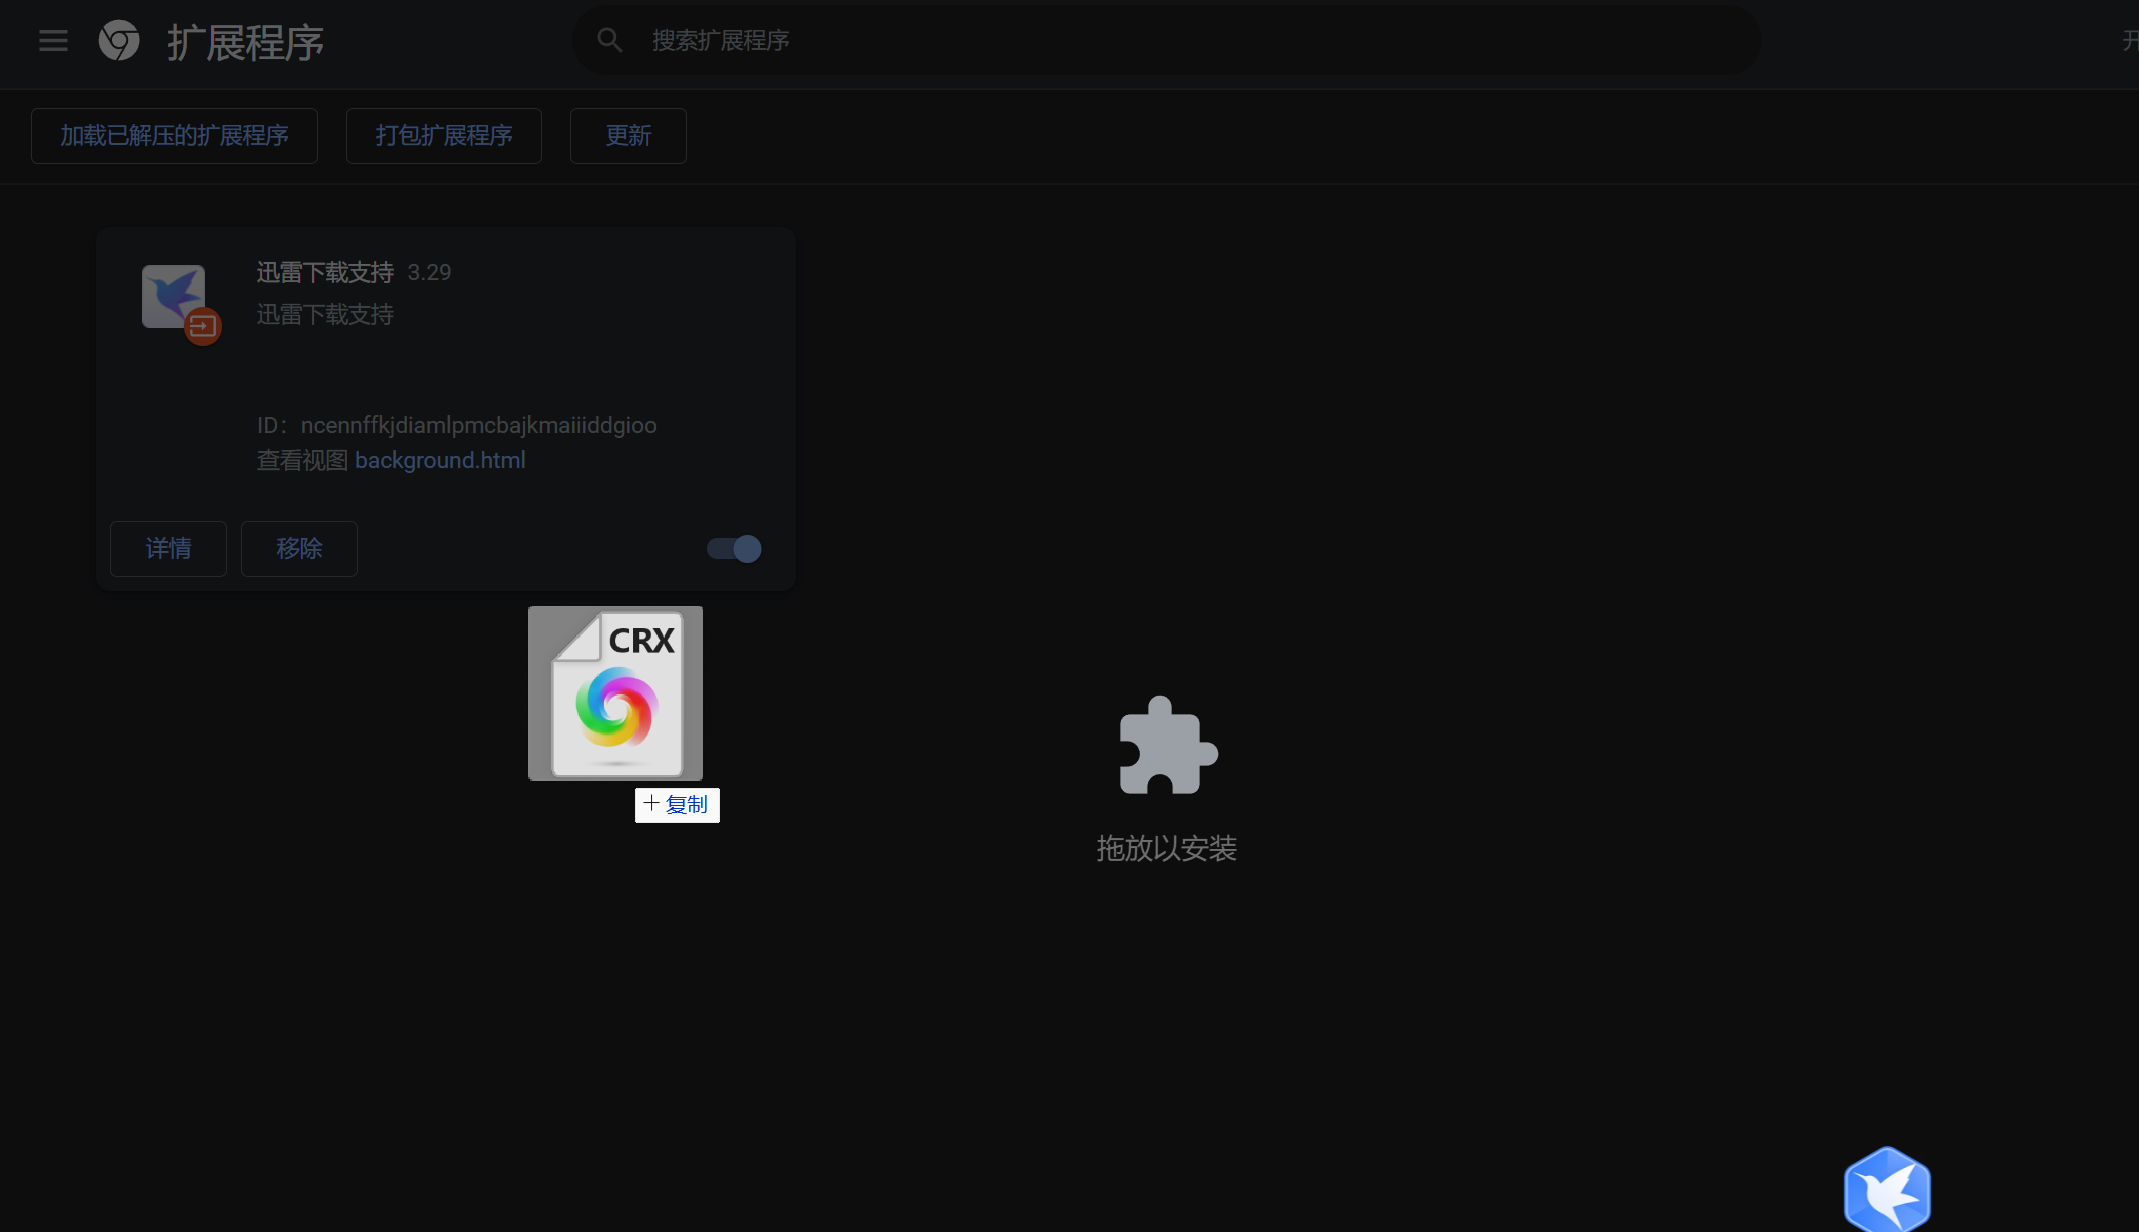 扩展程序
搜索扩展程序
开
加载已解压的扩展程序
打包扩展程序
更新
迅雷下载支持 3.29
迅雷下载支持
ID：ncennffkjdiamlpmcbajkmaiiiddgioo
查看视图 background.html
详情
移除
CRX
+ 复制
拖放以安装